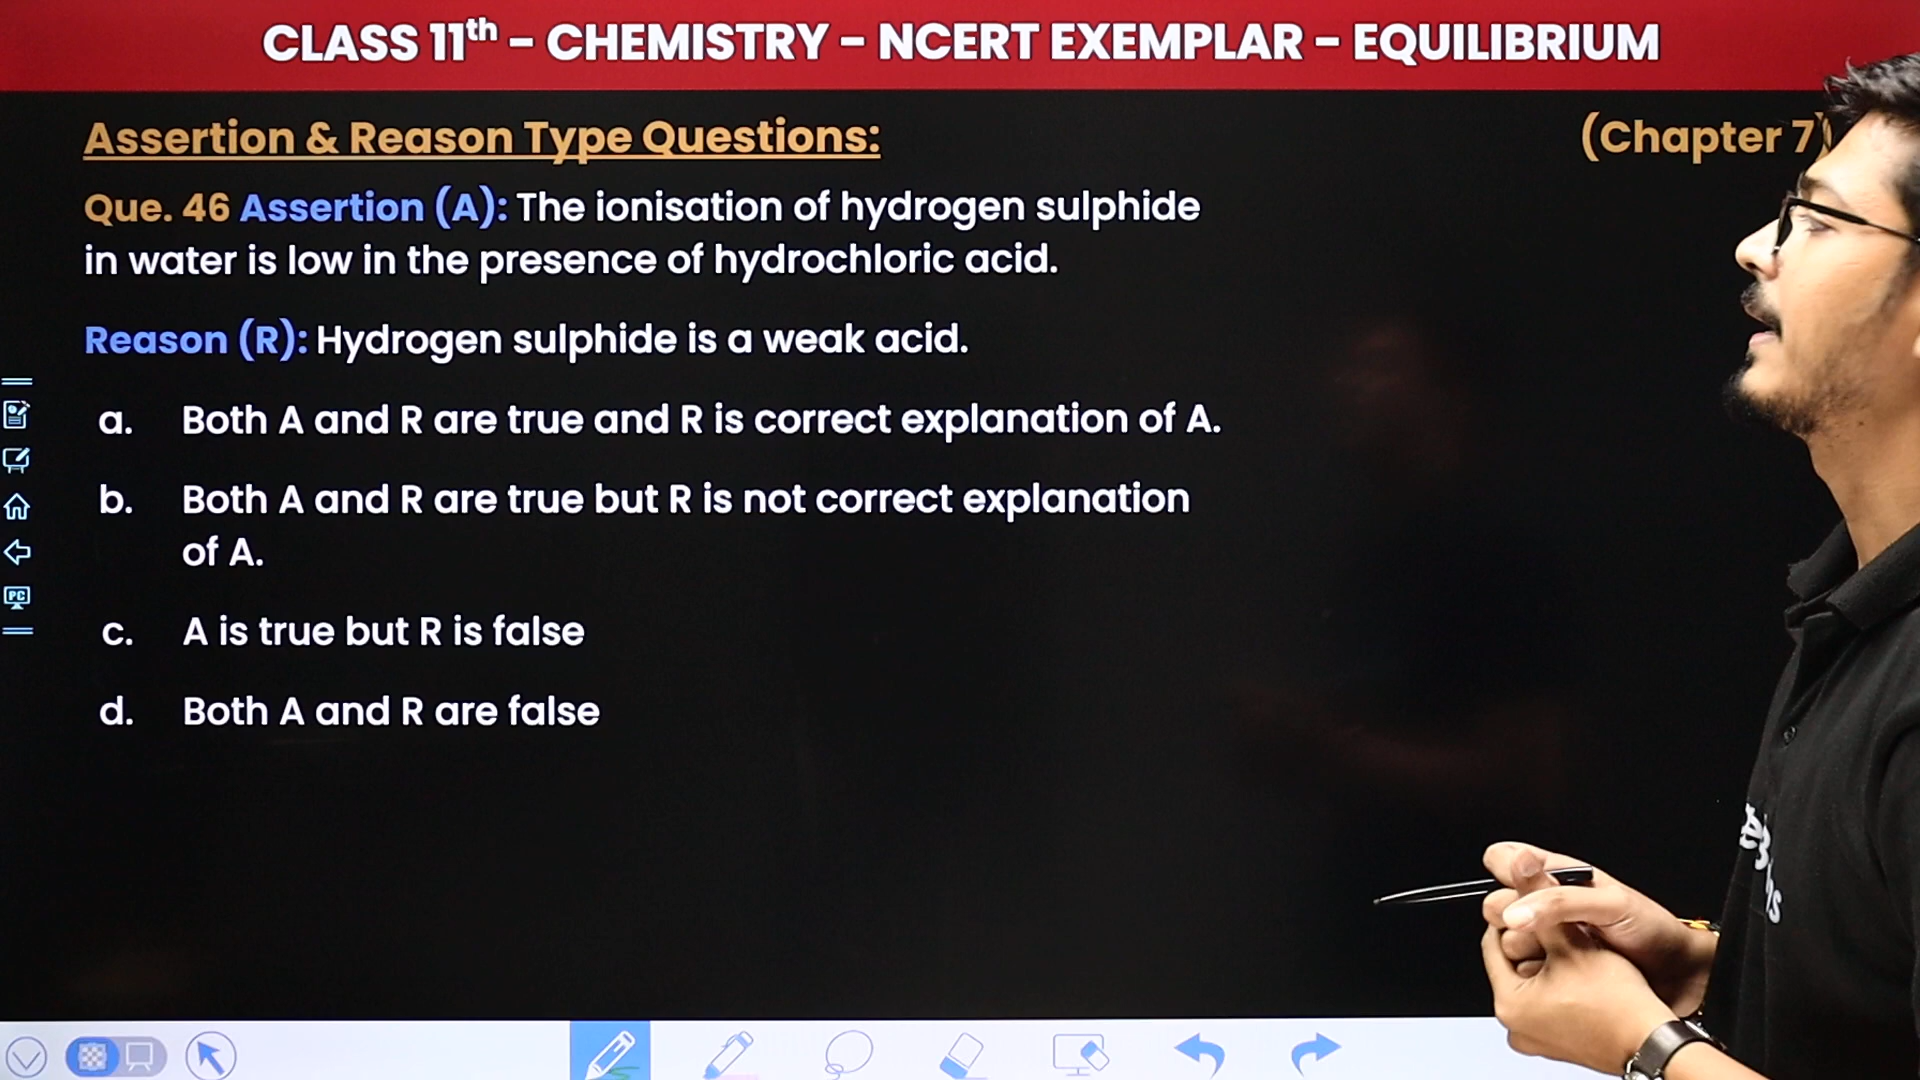 CLASS 11th - CHEMISTRY - NCERT EXEMPLAR - EQUILIBRIUM
Assertion & Reason Type Questions:
(Chapter 7)
Que. 46 Assertion (A): The ionisation of hydrogen sulphide
in water is low in the presence of hydrochloric acid.
Reason (R): Hydrogen sulphide is a weak acid.
a. Both A and R are true and R is correct explanation of A.
b. Both A and R are true but R is not correct explanation
of A.
c. A is true but R is false
d. Both A and R are false
PC